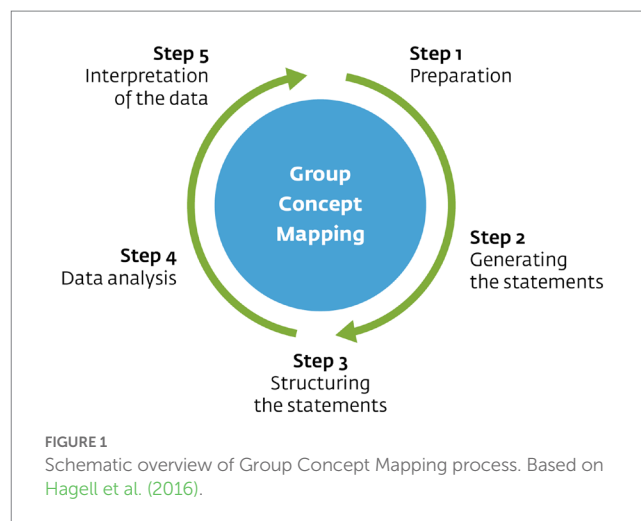 Step 1
Preparation
Step 2
Generating
the statements
Step 3
Structuring
the statements
Step 4
Data analysis
Step 5
Interpretation
of the data
Group
Concept
Mapping
FIGURE 1
Schematic overview of Group Concept Mapping process. Based on
Hagell et al. (2016).